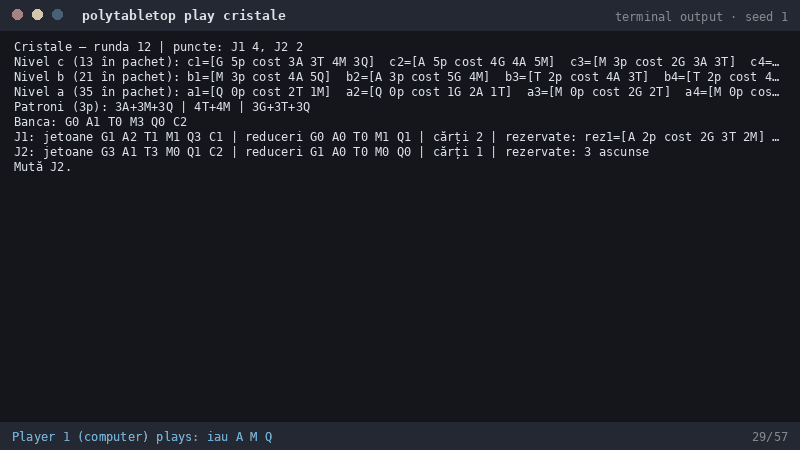 polytabletop play cristale
terminal output · seed 1
Cristale — runda 12 | puncte: J1 4, J2 2
Nivel c (13 în pachet): c1=[G 5p cost 3A 3T 4M 3Q]  c2=[A 5p cost 4G 4A 5M]  c3=[M 3p cost 2G 3A 3T]  c4=…
Nivel b (21 în pachet): b1=[M 3p cost 4A 5Q]  b2=[A 3p cost 5G 4M]  b3=[T 2p cost 4A 3T]  b4=[T 2p cost 4…
Nivel a (35 în pachet): a1=[Q 0p cost 2T 1M]  a2=[Q 0p cost 1G 2A 1T]  a3=[M 0p cost 2G 2T]  a4=[M 0p cos…
Patroni (3p): 3A+3M+3Q | 4T+4M | 3G+3T+3Q
Banca: G0 A1 T0 M3 Q0 C2
J1: jetoane G1 A2 T1 M1 Q3 C1 | reduceri G0 A0 T0 M1 Q1 | cărți 2 | rezervate: rez1=[A 2p cost 2G 3T 2M] …
J2: jetoane G3 A1 T3 M0 Q1 C2 | reduceri G1 A0 T0 M0 Q0 | cărți 1 | rezervate: 3 ascunse
Mută J2.
Player 1 (computer) plays: iau A M Q
29/57